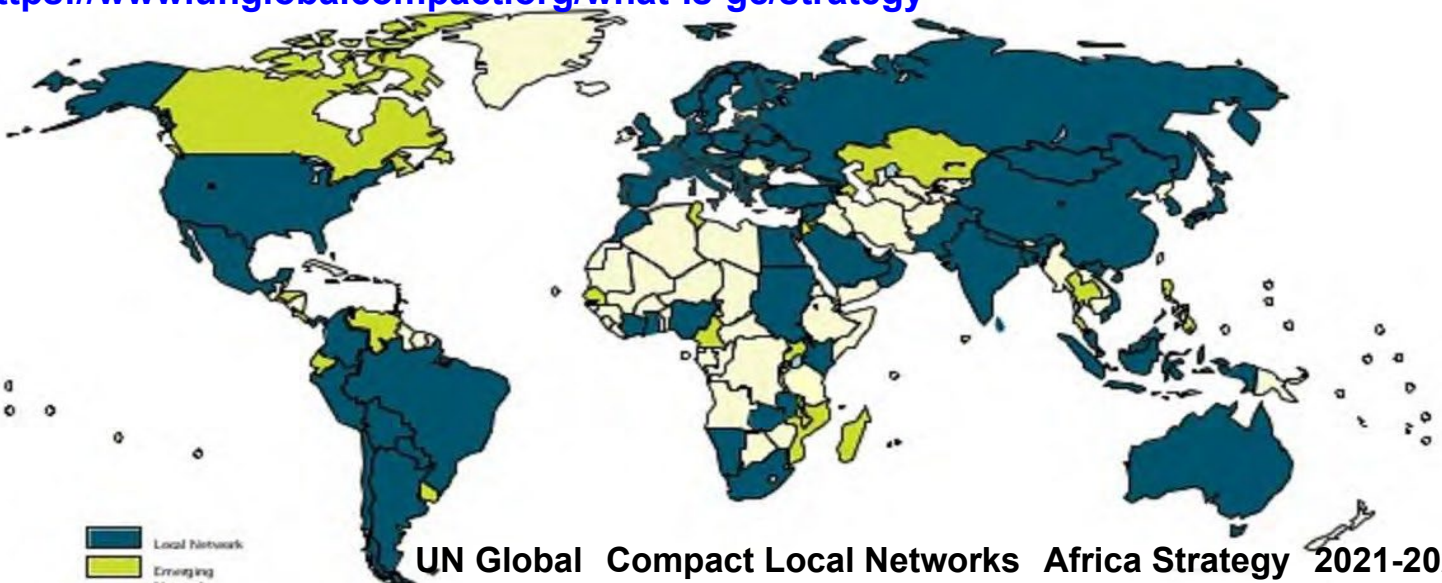 https://www.unglobalcompact.org/what-is-gc/strategy
Local Network
UN Global Compact Local Networks Africa Strategy 2021-20
Emerging